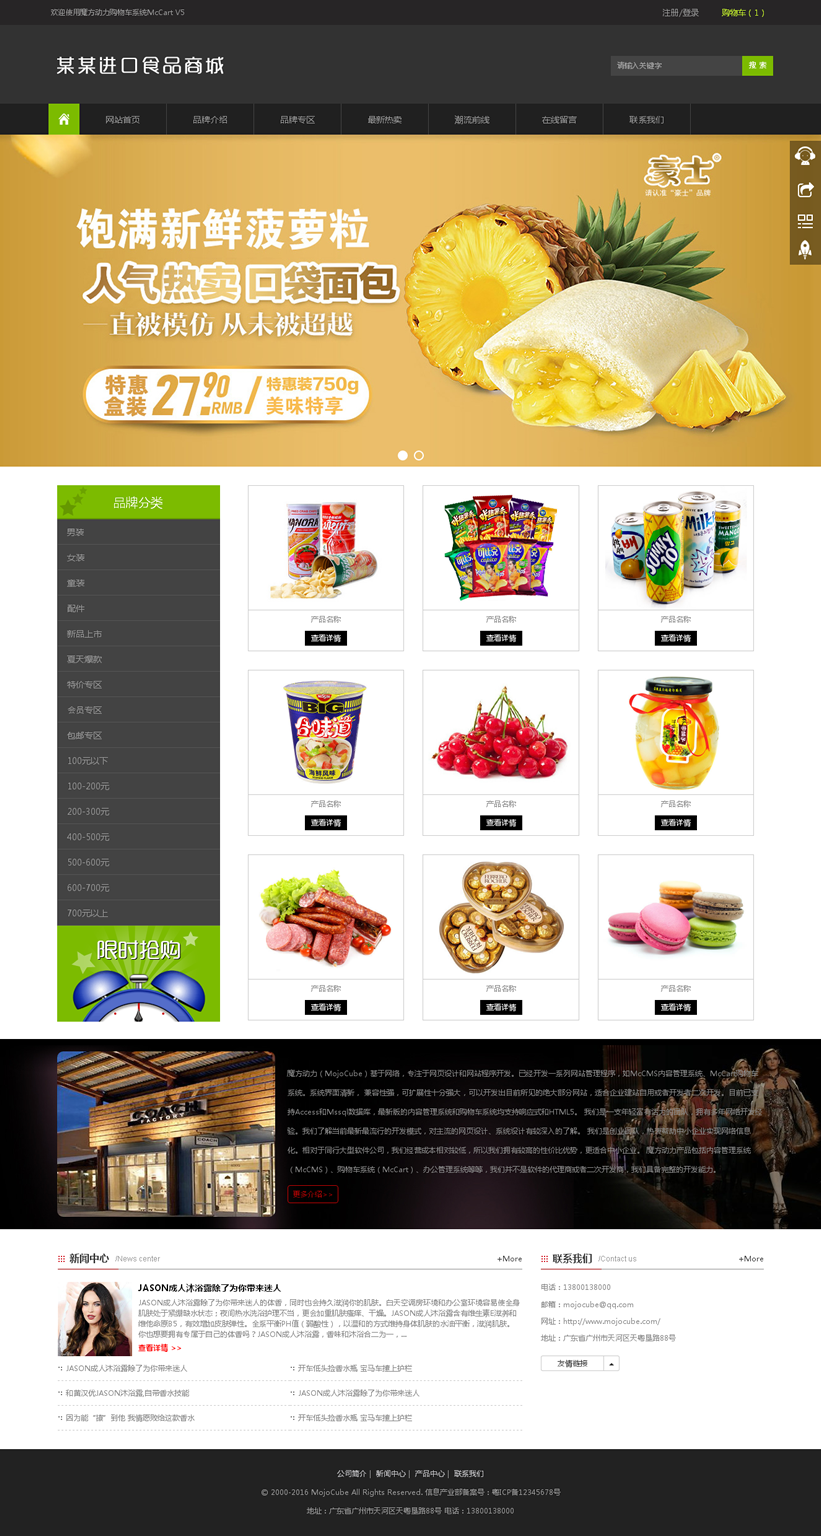 欢迎使用魔方动力购物车系统McCart V5
注册/登录
购物车 ( 1 )
某某进口食品商城
请输入关键字
搜 索
网站首页
品牌介绍
品牌专区
最新热卖
潮流前线
在线留言
联系我们
豪士
请认准“豪士”品牌
饱满新鲜菠萝粒
人气热卖 口袋面包
一直被模仿 从未被超越
特惠盒装 27.90 RMB / 特惠装750g 美味特享
品牌分类
男装
女装
童装
配件
新品上市
夏天爆款
特价专区
会员专区
包邮专区
100元以下
100-200元
200-300元
400-500元
500-600元
600-700元
700元以上
限时抢购
产品名称
查看详情
产品名称
查看详情
产品名称
查看详情
BIG
合味道
海鲜风味
产品名称
查看详情
产品名称
查看详情
产品名称
查看详情
产品名称
查看详情
产品名称
查看详情
产品名称
查看详情
COACH
FACTORY
魔方动力（MojoCube）基于网络，专注于网页设计和网站程序开发。已经开发一系列网站管理程序，如McCMS内容管理系统、McCart购物车
系统。系统界面清新， 兼容性强，可扩展性十分强大，可以开发出目前所见的绝大部分网站，适合企业建站自用或者开发者二次开发。目前已支
持Access和Mssql数据库，最新版的内容管理系统和购物车系统均支持响应式和HTML5。 我们是一支年轻富有活力的团队，拥有多年网络开发经
验。我们了解当前最新最流行的开发模式，对主流的网页设计、系统设计有较深入的了解。 我们是创业团队，热衷帮助中小企业实现网络信息
化。相对于同行大型软件公司，我们经营成本相对较低，所以我们拥有较高的性价比优势，更适合中小企业。 魔方动力产品包括内容管理系统
（McCMS）、购物车系统（McCart）、办公管理系统等等，我们并不是软件的代理商或者二次开发商，我们具备完整的开发能力。
更多介绍>>
新闻中心 /News center
+More
JASON成人沐浴露除了为你带来迷人
JASON成人沐浴露除了为你带来迷人的体香，同时也会持久滋润你的肌肤。白天空调房环境和办公室环境容易使全身
肌肤处于紧绷缺水状态；夜间热水洗浴护理不当，更会加重肌肤瘙痒、干燥。JASON成人沐浴露含有维生素E滋养和
维他命原B5，有效增加皮肤弹性。全系平衡PH值（弱酸性），以温和的方式维持身体肌肤的水油平衡，滋润肌肤。
你也想要拥有专属于自己的体香吗？JASON成人沐浴露，香味和沐浴合二为一，...
查看详情 >>
JASON成人沐浴露除了为你带来迷人
开车低头捡香水瓶 宝马车撞上护栏
和黄汉优JASON沐浴露,自带香水技能
JASON成人沐浴露除了为你带来迷人
开车低头捡香水瓶 宝马车撞上护栏
联系我们 /Contact us
+More
电话：13800138000
邮箱：mojocube@qq.com
网址：http://www.mojocube.com/
地址：广东省广州市天河区天粤垦路88号
友情链接
公司简介 | 新闻中心 | 产品中心 | 联系我们
© 2000-2016 MojoCube All Rights Reserved. 信息产业部备案号：粤ICP备12345678号
地址：广东省广州市天河区天粤垦路88号 电话：13800138000